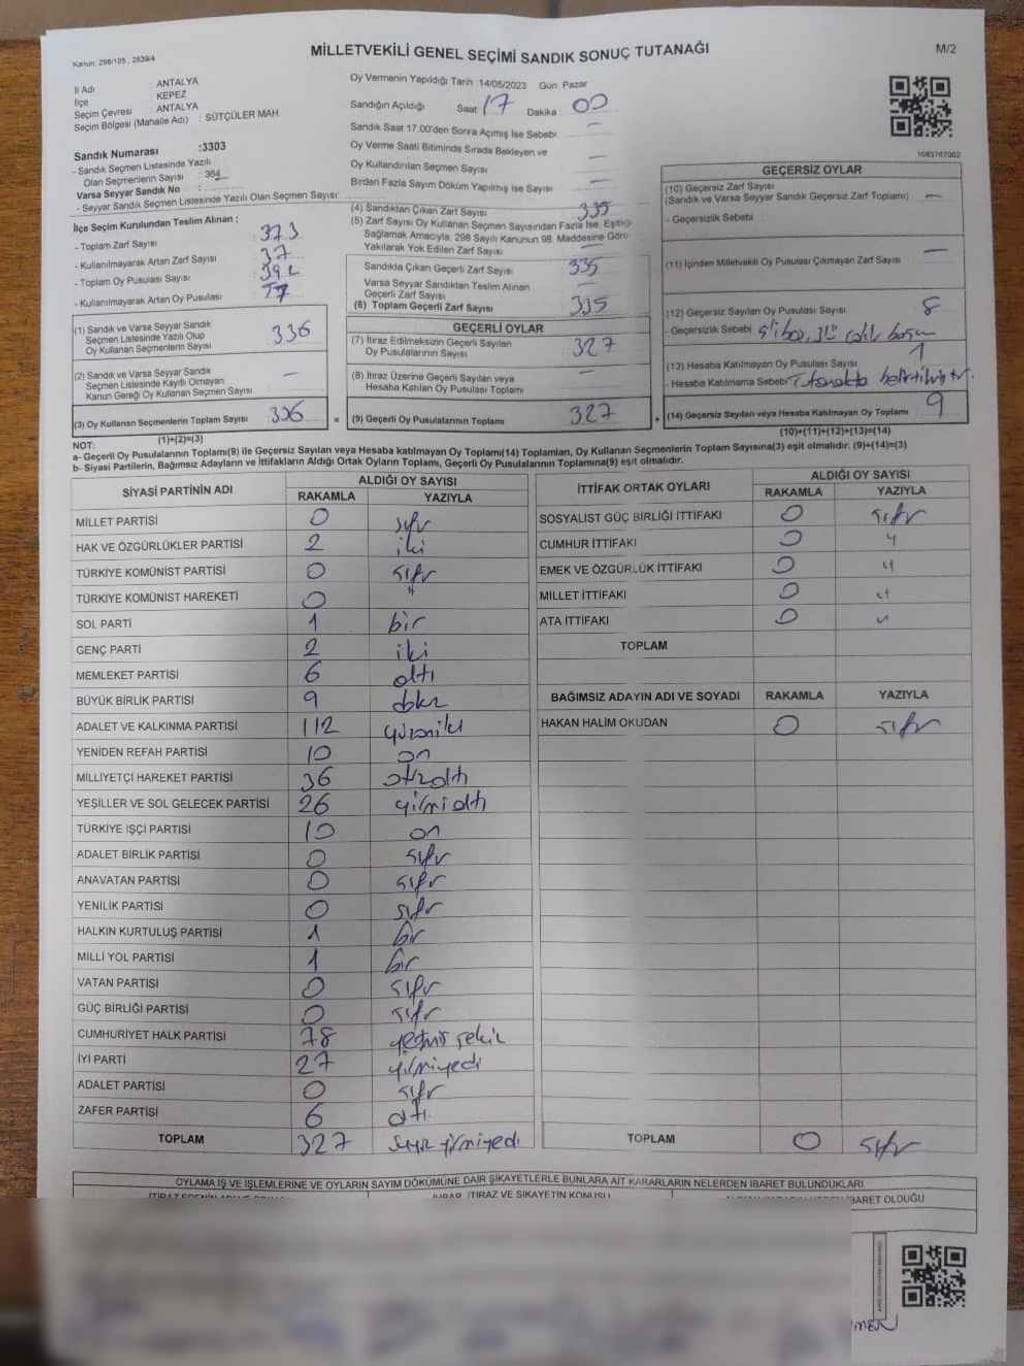 Kanun: 298/105 , 2839/4
MİLLETVEKİLİ GENEL SEÇİMİ SANDIK SONUÇ TUTANAĞI
M/2
İl Adı ANTALYA
İlçe KEPEZ
Seçim Çevresi ANTALYA
Seçim Bölgesi (Mahalle Adı) : SÜTÇÜLER MAH
Sandık Numarası :3303
- Sandık Seçmen Listesinde Yazılı
Olan Seçmenlerin Sayısı : 364
Varsa Seyyar Sandık No :
- Seyyar Sandık Seçmen Listesinde Yazılı Olan Seçmen Sayısı
İlçe Seçim Kurulundan Teslim Alınan :
- Toplam Zarf Sayısı 373
- Kullanılmayarak Artan Zarf Sayısı 37
- Toplam Oy Pusulası Sayısı
- Kullanılmayarak Artan Oy Pusulası
(1) Sandık ve Varsa Seyyar Sandık
Seçmen Listesinde Yazılı Olup
Oy Kullanan Seçmenlerin Sayısı 336
(2) Sandık ve Varsa Seyyar Sandık
Seçmen Listesinde Kayıtlı Olmayan
Kanun Gereği Oy Kullanan Seçmen Sayısı —
(3) Oy Kullanan Seçmenlerin Toplam Sayısı 336 =
(1)+(2)=(3)
Oy Vermenin Yapıldığı Tarih :14/05/2023 Gün: Pazar
Sandığın Açıldığı Saat: 17 Dakika : 00
Sandık Saat 17:00'den Sonra Açılmış İse Sebebi —
Oy Verme Saati Bitiminde Sırada Bekleyen ve
Oy Kullandırılan Seçmen Sayısı —
Birden Fazla Sayım Döküm Yapılmış İse Sayısı —
(4) Sandıktan Çıkan Zarf Sayısı 335
(5) Zarf Sayısı Oy Kullanan Seçmen Sayısından Fazla İse, Eşitliği
Sağlamak Amacıyla, 298 Sayılı Kanunun 98. Maddesine Göre
Yakılarak Yok Edilen Zarf Sayısı —
Sandıkta Çıkan Geçerli Zarf Sayısı 335
Varsa Seyyar Sandıktan Teslim Alınan
Geçerli Zarf Sayısı —
(6) Toplam Geçerli Zarf Sayısı 335
GEÇERLİ OYLAR
(7) İtiraz Edilmeksizin Geçerli Sayılan
Oy Pusulalarının Sayısı 327
(8) İtiraz Üzerine Geçerli Sayılan veya
Hesaba Katılan Oy Pusulası Toplamı —
(9) Geçerli Oy Pusulalarının Toplamı 327 +
1083767002
GEÇERSİZ OYLAR
(10) Geçersiz Zarf Sayısı
(Sandık ve Varsa Seyyar Sandık Geçersiz Zarf Toplamı) —
- Geçersizlik Sebebi :
(11) İçinden Milletvekili Oy Pusulası Çıkmayan Zarf Sayısı —
(12) Geçersiz Sayılan Oy Pusulası Sayısı 8
- Geçersizlik Sebebi
(13) Hesaba Katılmayan Oy Pusulası Sayısı 1
- Hesaba Katılmama Sebebi Tutanakta belirtilmiştir.
(14) Geçersiz Sayılan veya Hesaba Katılmayan Oy Toplamı 9
(10)+(11)+(12)+(13)=(14)
NOT:
a- Geçerli Oy Pusulalarının Toplamı(9) ile Geçersiz Sayılan veya Hesaba katılmayan Oy Toplamı(14) Toplamları, Oy Kullanan Seçmenlerin Toplam Sayısına(3) eşit olmalıdır. (9)+(14)=(3)
b- Siyasi Partilerin, Bağımsız Adayların ve İttifakların Aldığı Ortak Oyların Toplamı, Geçerli Oy Pusulalarının Toplamına(9) eşit olmalıdır.
SİYASİ PARTİNİN ADI ALDIĞI OY SAYISI
RAKAMLA YAZIYLA
MİLLET PARTİSİ 0 sıfır
HAK VE ÖZGÜRLÜKLER PARTİSİ 2 iki
TÜRKİYE KOMÜNİST PARTİSİ 0 sıfır
TÜRKİYE KOMÜNİST HAREKETİ 0 "
SOL PARTİ 1 bir
GENÇ PARTİ 2 iki
MEMLEKET PARTİSİ 6 altı
BÜYÜK BİRLİK PARTİSİ 9 dokuz
ADALET VE KALKINMA PARTİSİ 112 yüzoniki
YENİDEN REFAH PARTİSİ 10 on
MİLLİYETÇİ HAREKET PARTİSİ 36 otuzaltı
YEŞİLLER VE SOL GELECEK PARTİSİ 26 yirmialtı
TÜRKİYE İŞÇİ PARTİSİ 10 on
ADALET BİRLİK PARTİSİ 0 sıfır
ANAVATAN PARTİSİ 0 sıfır
YENİLİK PARTİSİ 0 sıfır
HALKIN KURTULUŞ PARTİSİ 1 bir
MİLLİ YOL PARTİSİ 1 bir
VATAN PARTİSİ 0 sıfır
GÜÇ BİRLİĞİ PARTİSİ 0 sıfır
CUMHURİYET HALK PARTİSİ 78 yetmiş sekiz
İYİ PARTİ 27 yirmiyedi
ADALET PARTİSİ 0 sıfır
ZAFER PARTİSİ 6 altı
TOPLAM 327 üçyüz yirmiyedi
İTTİFAK ORTAK OYLARI ALDIĞI OY SAYISI
RAKAMLA YAZIYLA
SOSYALİST GÜÇ BİRLİĞİ İTTİFAKI 0 sıfır
CUMHUR İTTİFAKI 0 "
EMEK VE ÖZGÜRLÜK İTTİFAKI 0 "
MİLLET İTTİFAKI 0 "
ATA İTTİFAKI 0 "
TOPLAM
BAĞIMSIZ ADAYIN ADI VE SOYADI RAKAMLA YAZIYLA
HAKAN HALİM OKUDAN 0 sıfır
TOPLAM 0 sıfır
OYLAMA İŞ VE İŞLEMLERİNE VE OYLARIN SAYIM DÖKÜMÜNE DAİR ŞİKAYETLERLE BUNLARA AİT KARARLARIN NELERDEN İBARET BULUNDUKLARI
İTİRAZ VE ŞİKAYETİN KONUSU
İBARET OLDUĞU